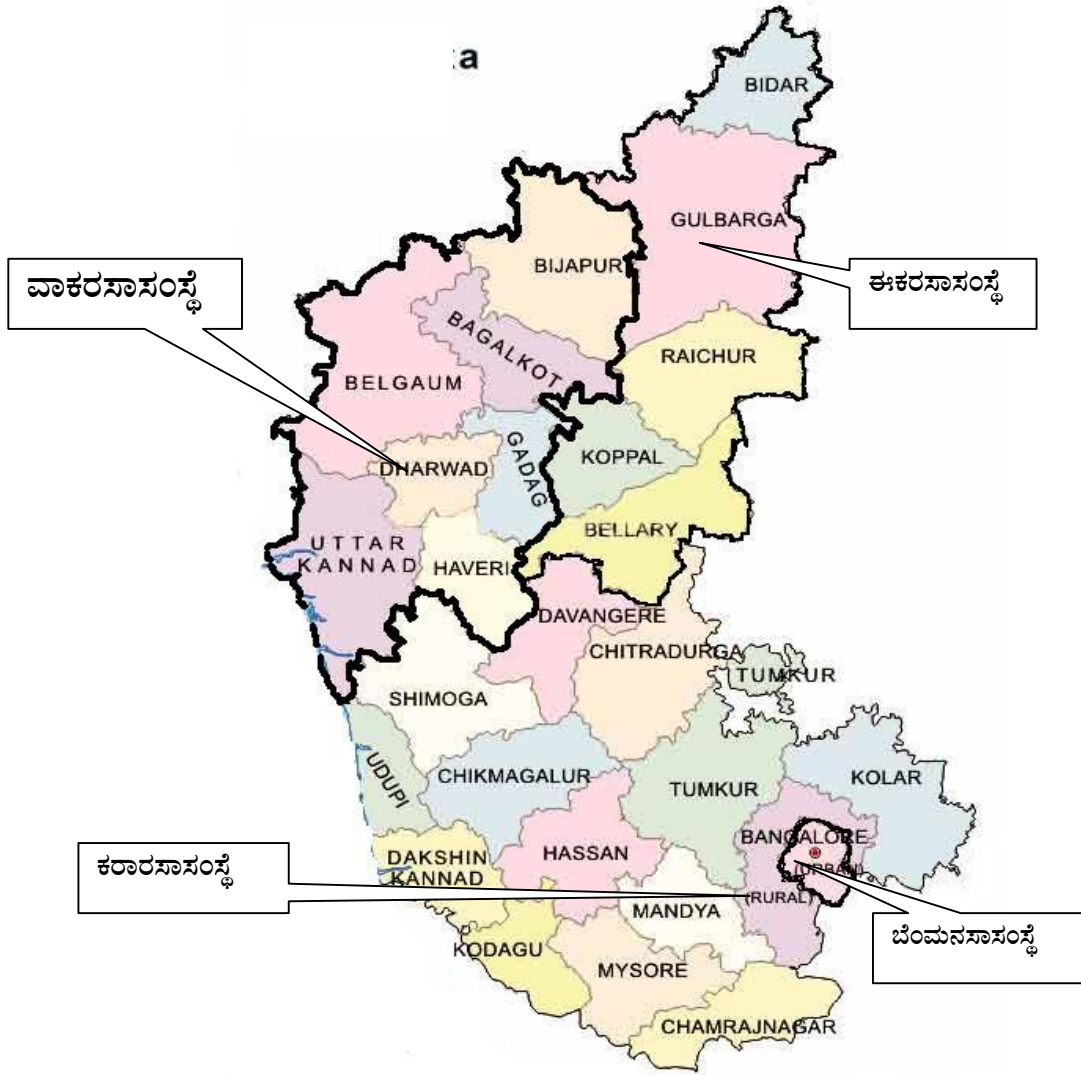 a
BIDAR
GULBARGA
BIJAPUR
ವಾಕರಸಾಸಂಸ್ಥೆ
ಈಕರಸಾಸಂಸ್ಥೆ
BAGALKOT
RAICHUR
BELGAUM
GADAG
KOPPAL
DHARWAD
BELLARY
UTTAR
KANNAD
HAVERI
DAVANGERE
CHITRADURGA
TUMKUR
SHIMOGA
UDUPI
CHIKMAGALUR
TUMKUR
KOLAR
BANGALORE
(URBAN)
HASSAN
DAKSHIN
KANNAD
ಕರಾರಸಾಸಂಸ್ಥೆ
(RURAL)
MANDYA
ಬೆಂಮನಸಾಸಂಸ್ಥೆ
KODAGU
MYSORE
CHAMRAJNAGAR